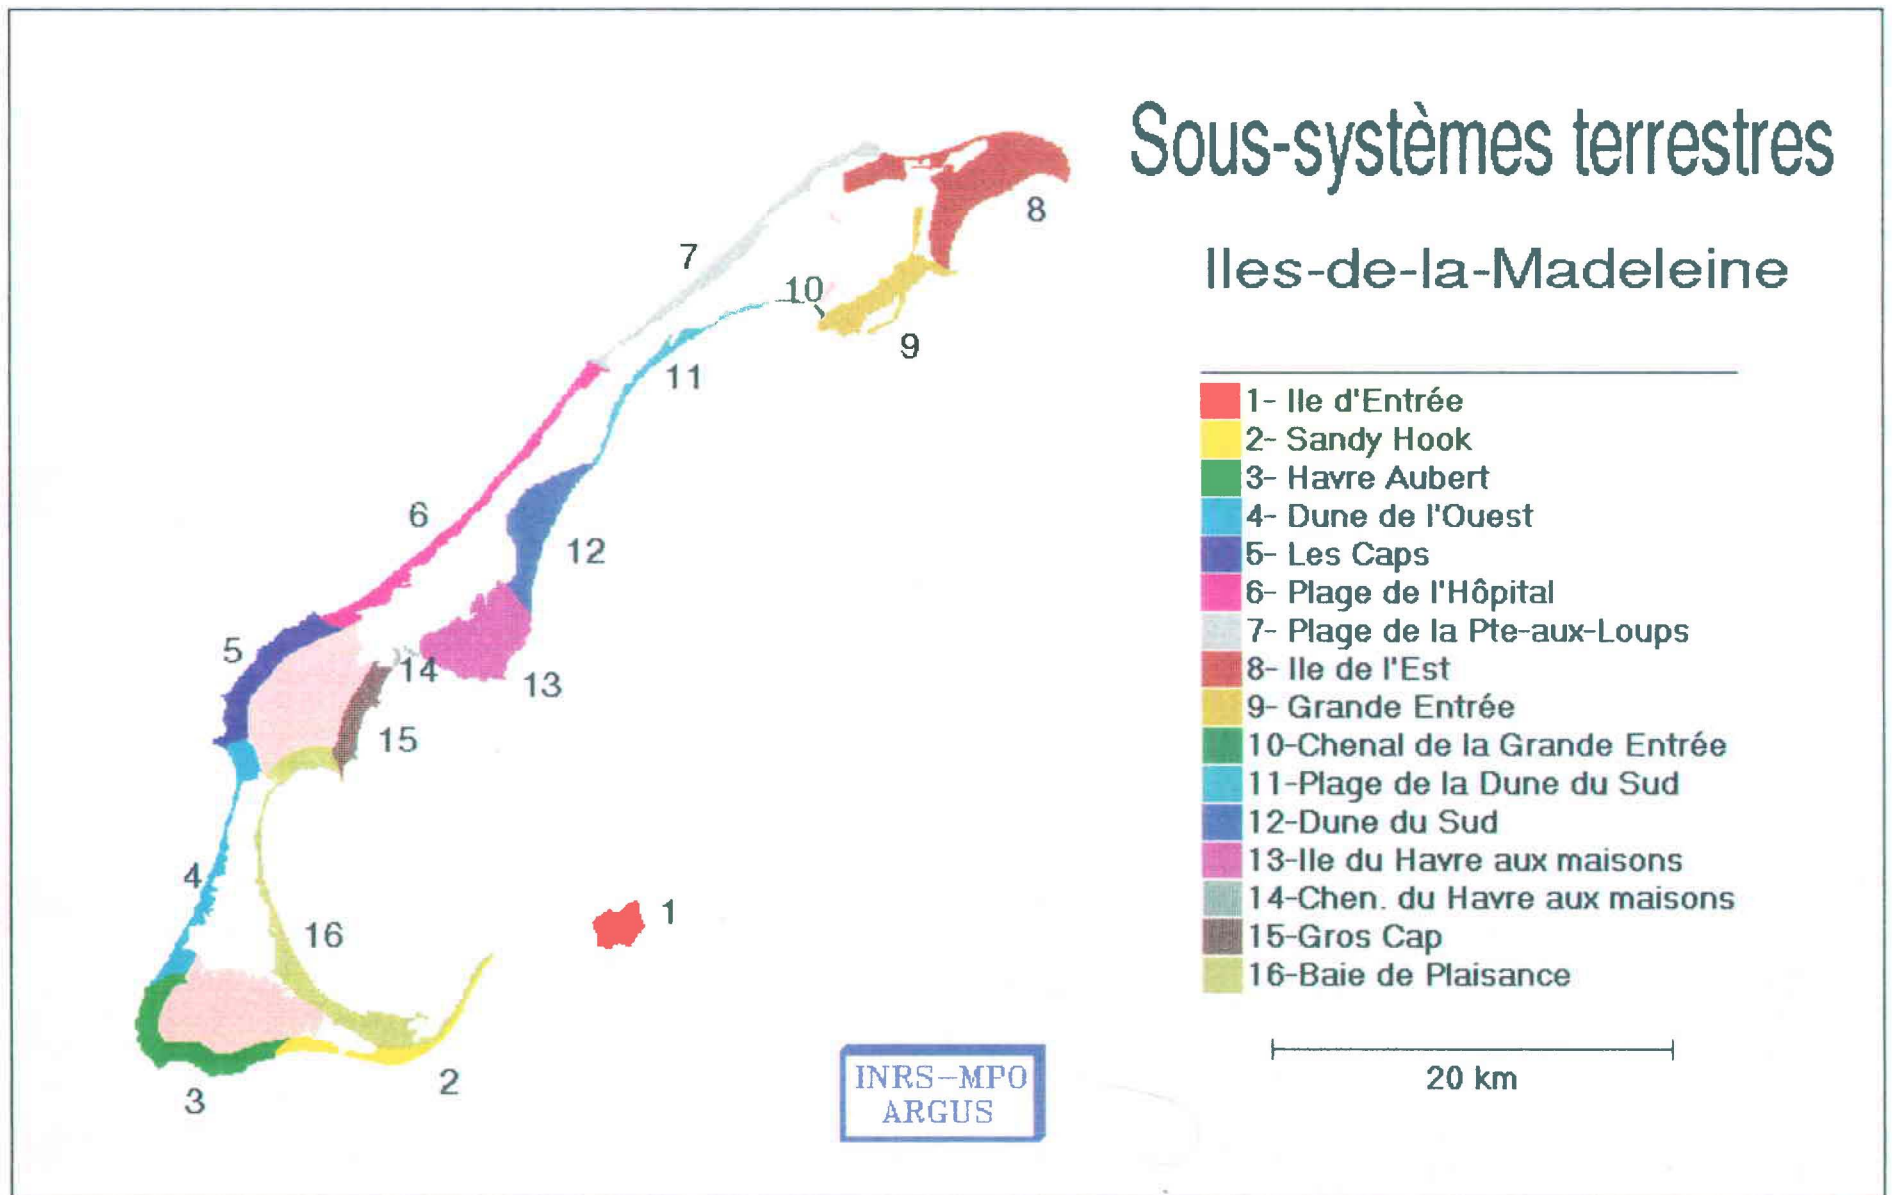 Sous-systèmes terrestres
Iles-de-la-Madeleine
8
7
10
9
11
6
12
5
14
13
15
4
1
16
2
3
1- Ile d'Entrée
2- Sandy Hook
3- Havre Aubert
4- Dune de l'Ouest
5- Les Caps
6- Plage de l'Hôpital
7- Plage de la Pte-aux-Loups
8- Ile de l'Est
9- Grande Entrée
10-Chenal de la Grande Entrée
11-Plage de la Dune du Sud
12-Dune du Sud
13-Ile du Havre aux maisons
14-Chen. du Havre aux maisons
15-Gros Cap
16-Baie de Plaisance
20 km
INRS-MPO
ARGUS